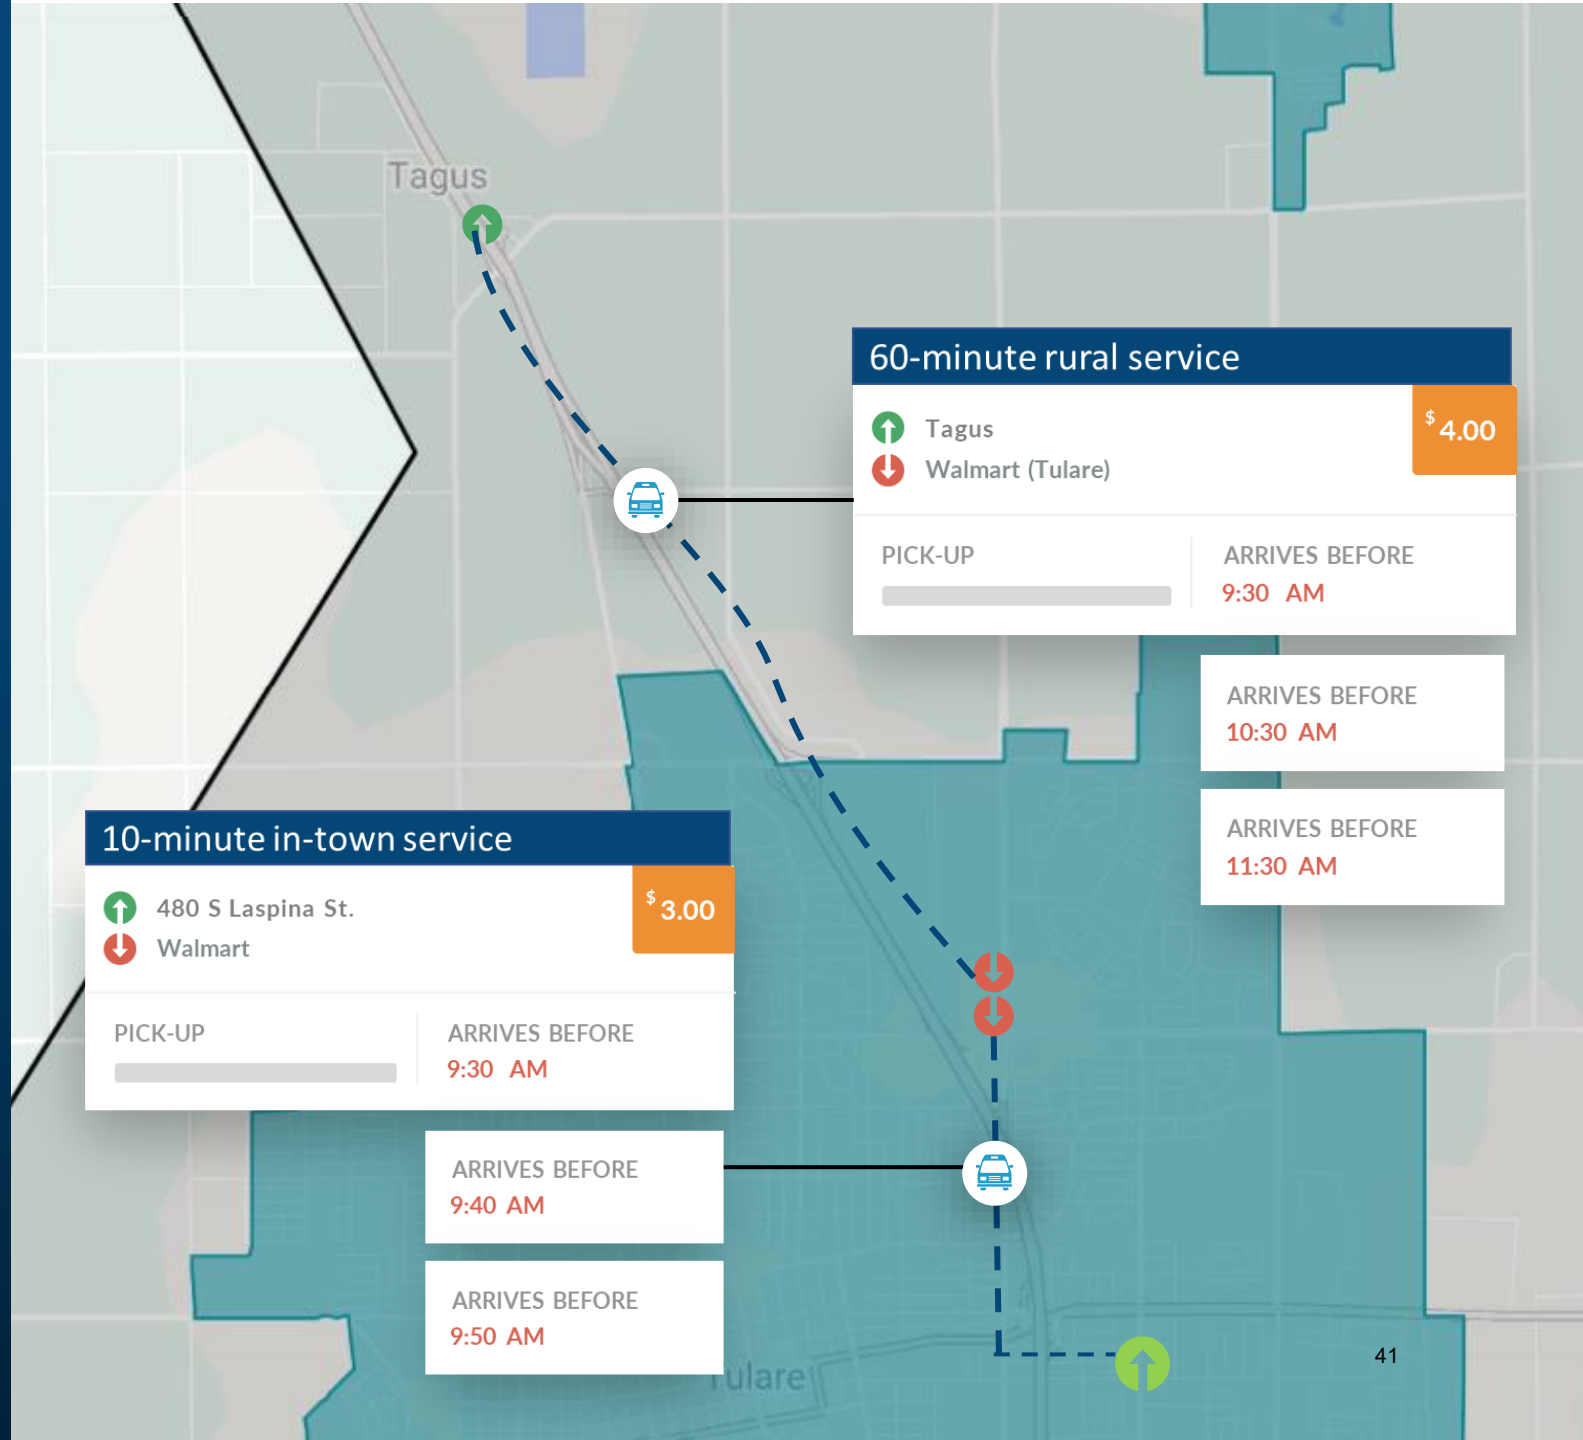 Tagus
60-minute rural service
Tagus
$4.00
Walmart (Tulare)
PICK-UP
ARRIVES BEFORE
9:30 AM
ARRIVES BEFORE
10:30 AM
ARRIVES BEFORE
11:30 AM
10-minute in-town service
480 S Laspina St.
$3.00
Walmart
PICK-UP
ARRIVES BEFORE
9:30 AM
ARRIVES BEFORE
9:40 AM
ARRIVES BEFORE
9:50 AM
Tulare
41